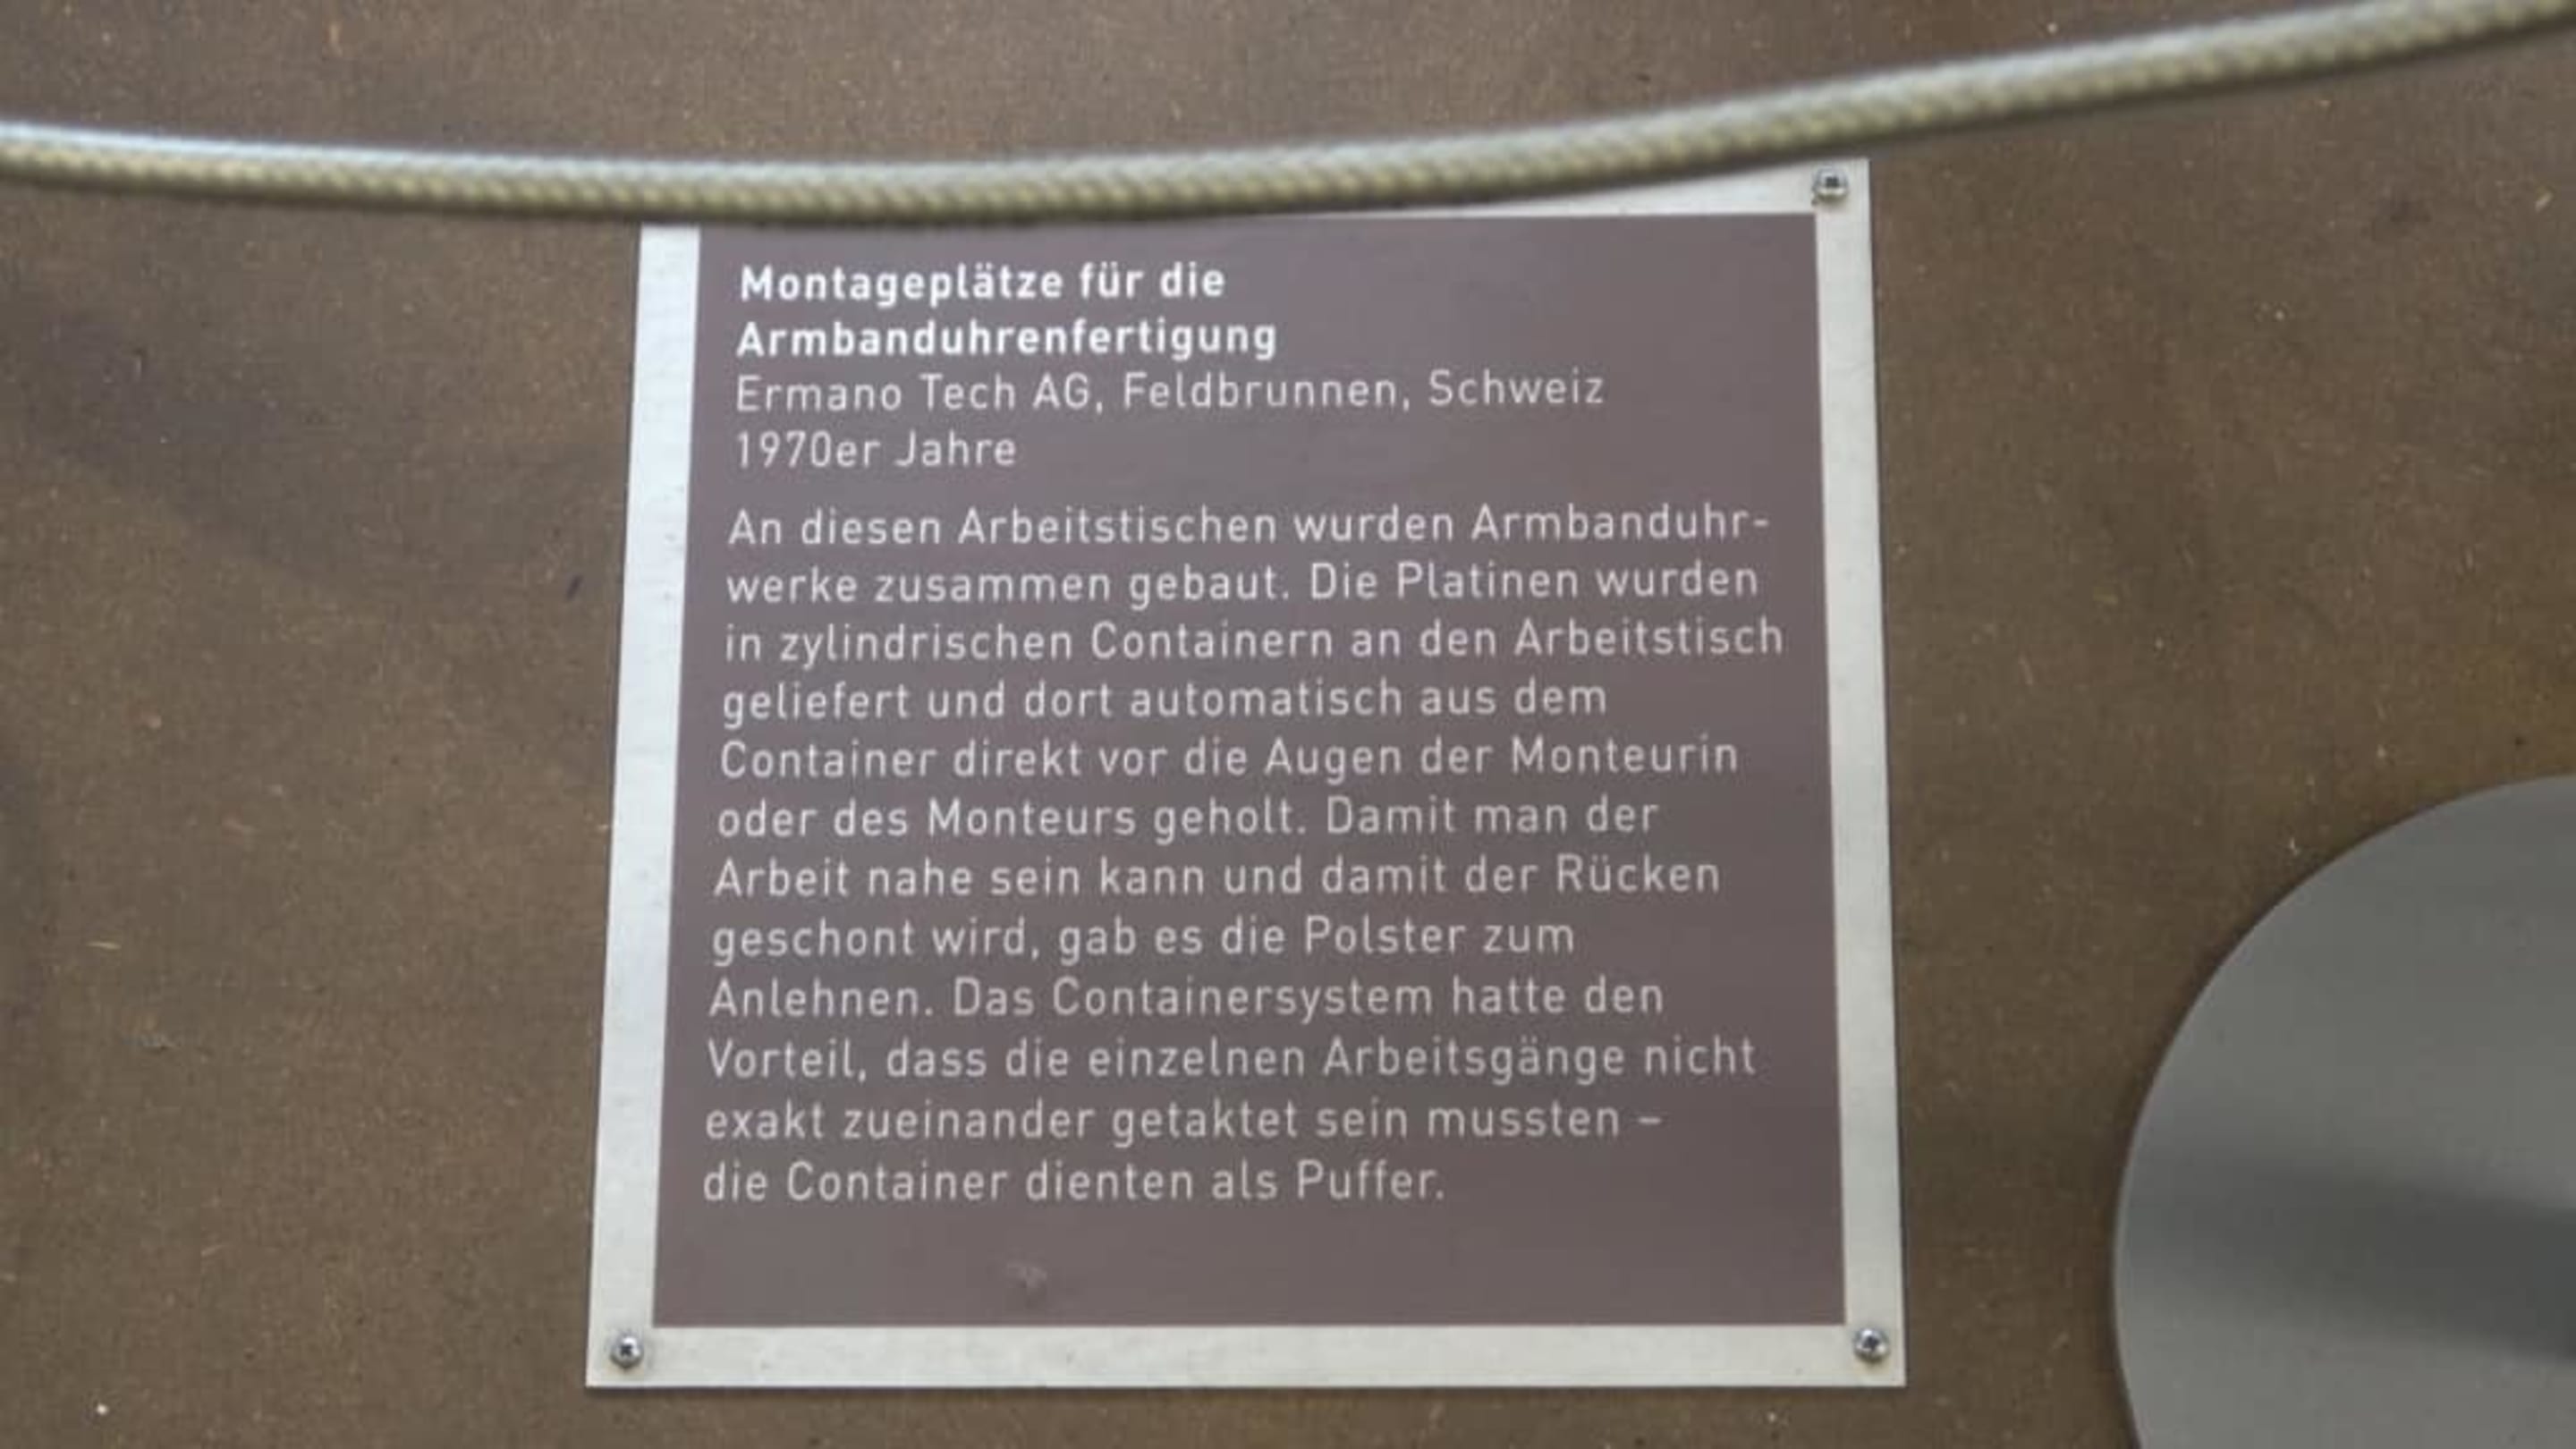 Montageplätze für die
Armbanduhrenfertigung
Ermano Tech AG, Feldbrunnen, Schweiz
1970er Jahre
An diesen Arbeitstischen wurden Armbanduhr-
werke zusammen gebaut. Die Platinen wurden
in zylindrischen Containern an den Arbeitstisch
geliefert und dort automatisch aus dem
Container direkt vor die Augen der Monteurin
oder des Monteurs geholt. Damit man der
Arbeit nahe sein kann und damit der Rücken
geschont wird, gab es die Polster zum
Anlehnen. Das Containersystem hatte den
Vorteil, dass die einzelnen Arbeitsgänge nicht
exakt zueinander getaktet sein mussten –
die Container dienten als Puffer.